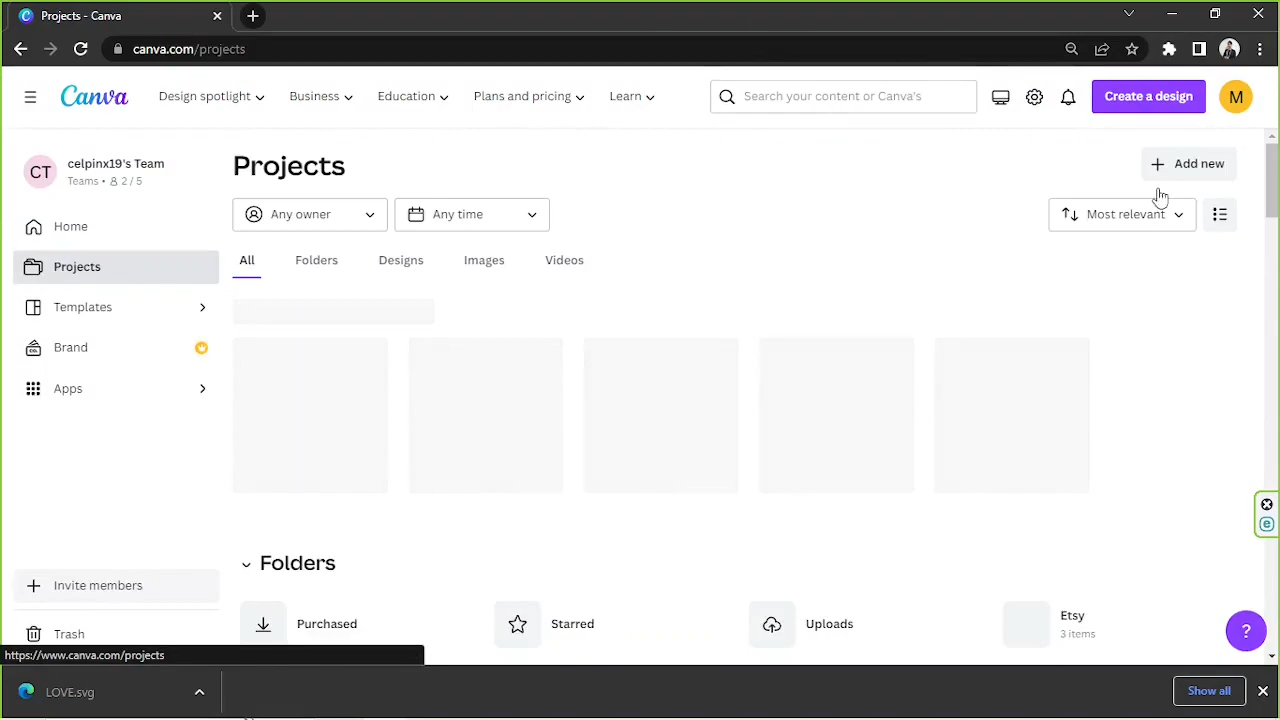 Projects - Canva
canva.com/projects
Canva
Design spotlight
Business
Education
Plans and pricing
Learn
Search your content or Canva's
Create a design
M
CT
celpinx19's Team
Teams • 2 / 5
Home
Projects
Templates
Brand
Apps
Invite members
Trash
Projects
Add new
Any owner
Any time
Most relevant
All
Folders
Designs
Images
Videos
Folders
Purchased
Starred
Uploads
Etsy
3 items
?
https://www.canva.com/projects
LOVE.svg
Show all